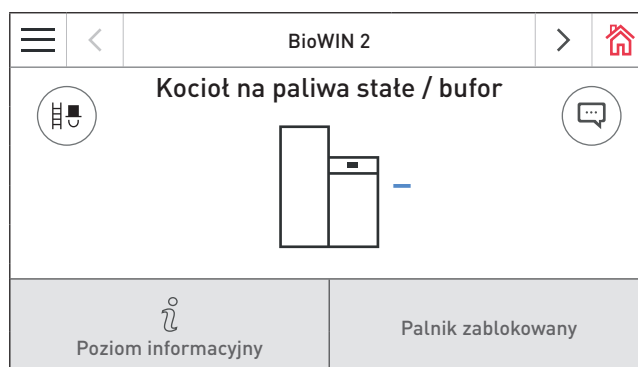 BioWIN 2
Kocioł na paliwa stałe / bufor
Poziom informacyjny
Palnik zablokowany